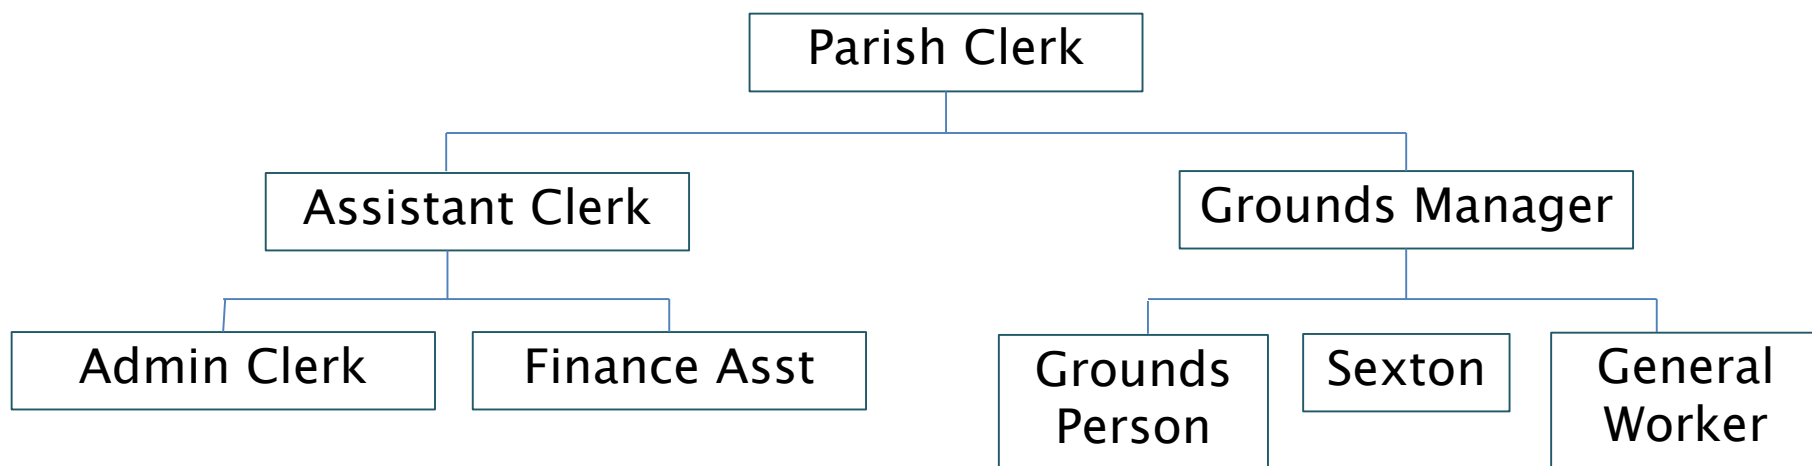 Parish Clerk
Assistant Clerk
Grounds Manager
Admin Clerk
Finance Asst
Grounds
Person
Sexton
General
Worker